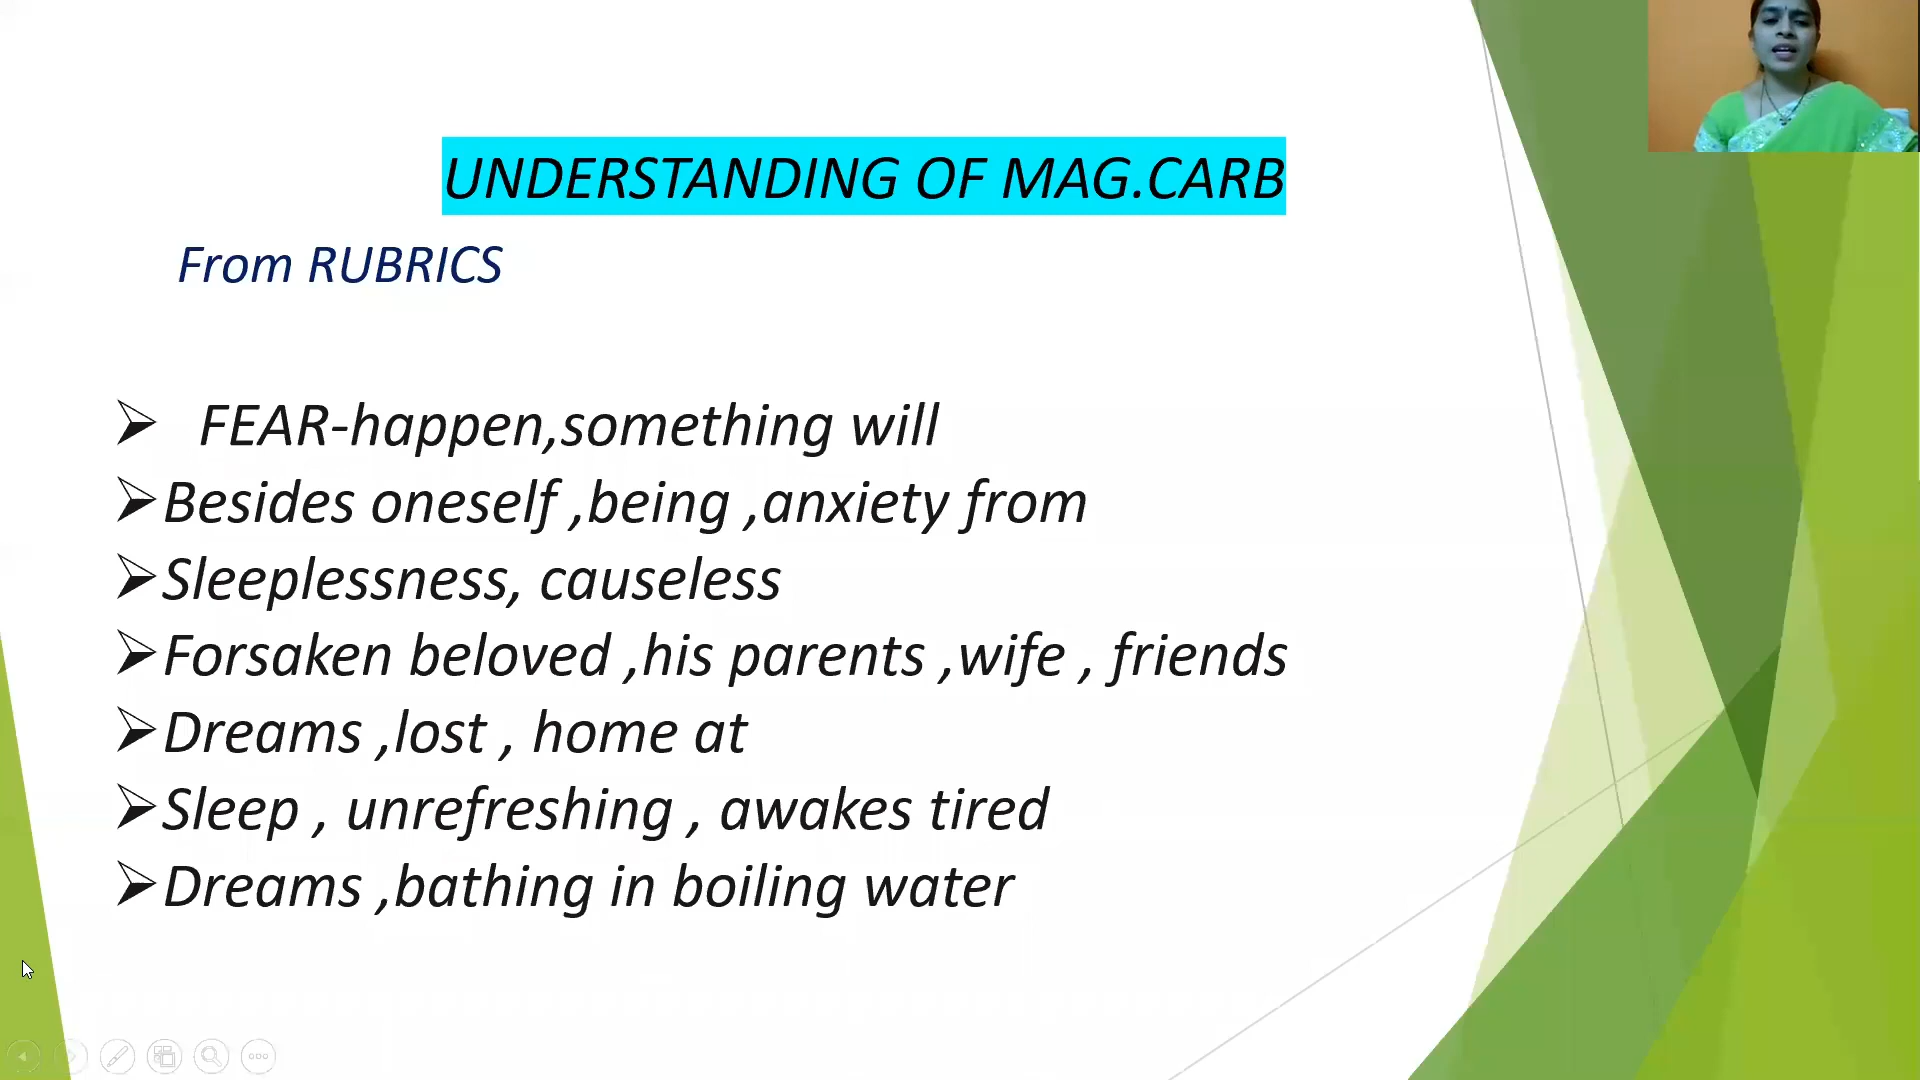 UNDERSTANDING OF MAG.CARB
From RUBRICS
FEAR-happen,something will
Besides oneself ,being ,anxiety from
Sleeplessness, causeless
Forsaken beloved ,his parents ,wife , friends
Dreams ,lost , home at
Sleep , unrefreshing , awakes tired
Dreams ,bathing in boiling water